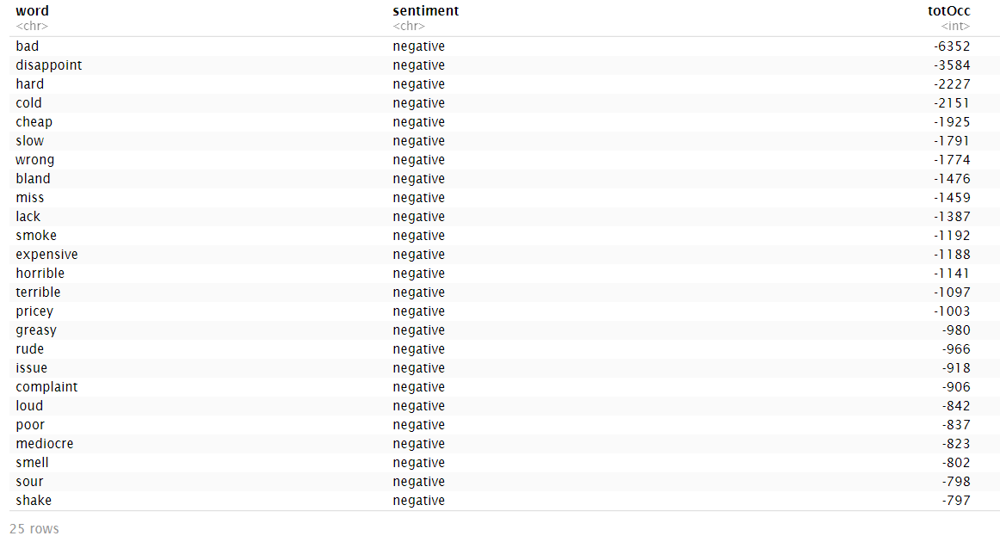 word sentiment totOcc
<chr> <chr> <int>
bad negative -6352
disappoint negative -3584
hard negative -2227
cold negative -2151
cheap negative -1925
slow negative -1791
wrong negative -1774
bland negative -1476
miss negative -1459
lack negative -1387
smoke negative -1192
expensive negative -1188
horrible negative -1141
terrible negative -1097
pricey negative -1003
greasy negative -980
rude negative -966
issue negative -918
complaint negative -906
loud negative -842
poor negative -837
mediocre negative -823
smell negative -802
sour negative -798
shake negative -797
25 rows